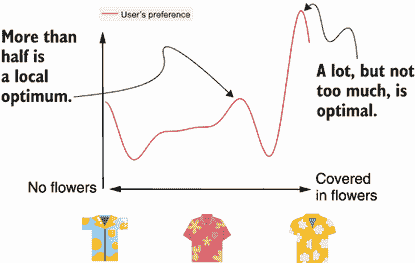 User's preference
More than
half is
a local
optimum.
A lot, but not
too much, is
optimal.
No flowers
Covered
in flowers